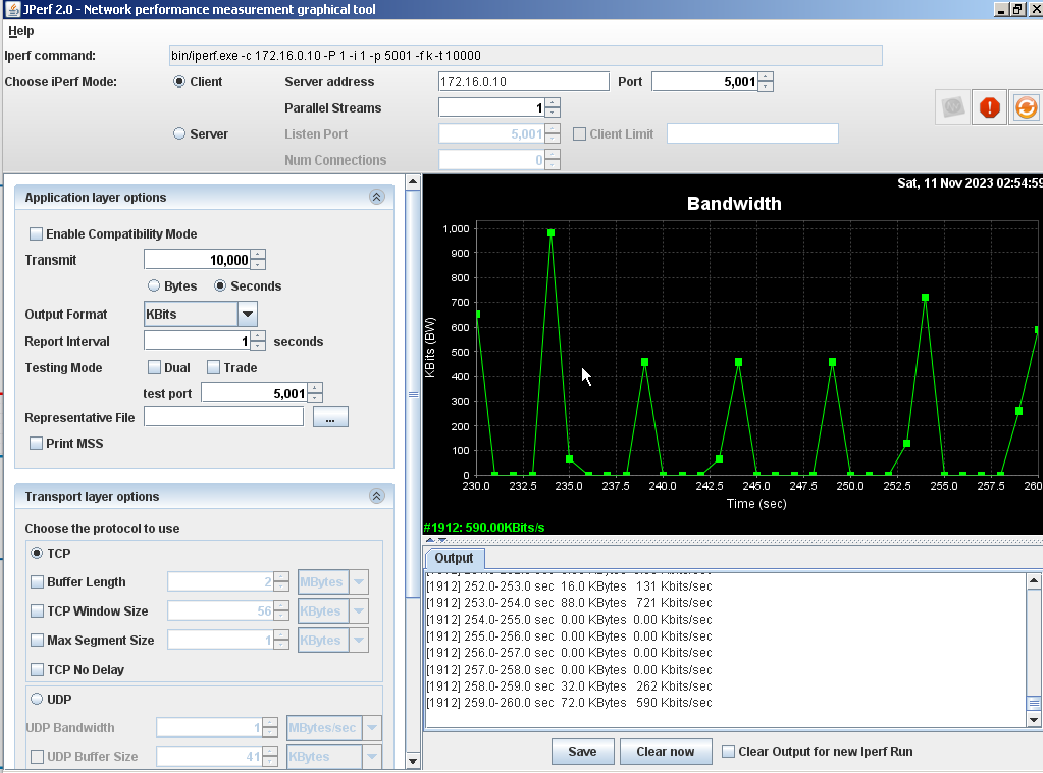 JPerf 2.0 - Network performance measurement graphical tool
Help
Iperf command: bin/iperf.exe -c 172.16.0.10 -P 1 -i 1 -p 5001 -f k -t 10000
Choose iPerf Mode: Client Server address 172.16.0.10 Port 5,001
Parallel Streams 1
Server Listen Port 5,001 Client Limit
Num Connections 0
Application layer options
Enable Compatibility Mode
Transmit 10,000
Bytes Seconds
Output Format KBits
Report Interval 1 seconds
Testing Mode Dual Trade
test port 5,001
Representative File ...
Print MSS
Transport layer options
Choose the protocol to use
TCP
Buffer Length 2 MBytes
TCP Window Size 56 KBytes
Max Segment Size 1 KBytes
TCP No Delay
UDP
UDP Bandwidth 1 MBytes/sec
UDP Buffer Size 41 KBytes
Sat, 11 Nov 2023 02:54:59
Bandwidth
KBits (BW)
1,000
900
800
700
600
500
400
300
200
100
0
230.0 232.5 235.0 237.5 240.0 242.5 245.0 247.5 250.0 252.5 255.0 257.5 260
Time (sec)
#1912: 590.00KBits/s
Output
[1912] 252.0-253.0 sec 16.0 KBytes 131 Kbits/sec
[1912] 253.0-254.0 sec 88.0 KBytes 721 Kbits/sec
[1912] 254.0-255.0 sec 0.00 KBytes 0.00 Kbits/sec
[1912] 255.0-256.0 sec 0.00 KBytes 0.00 Kbits/sec
[1912] 256.0-257.0 sec 0.00 KBytes 0.00 Kbits/sec
[1912] 257.0-258.0 sec 0.00 KBytes 0.00 Kbits/sec
[1912] 258.0-259.0 sec 32.0 KBytes 262 Kbits/sec
[1912] 259.0-260.0 sec 72.0 KBytes 590 Kbits/sec
Save Clear now Clear Output for new Iperf Run